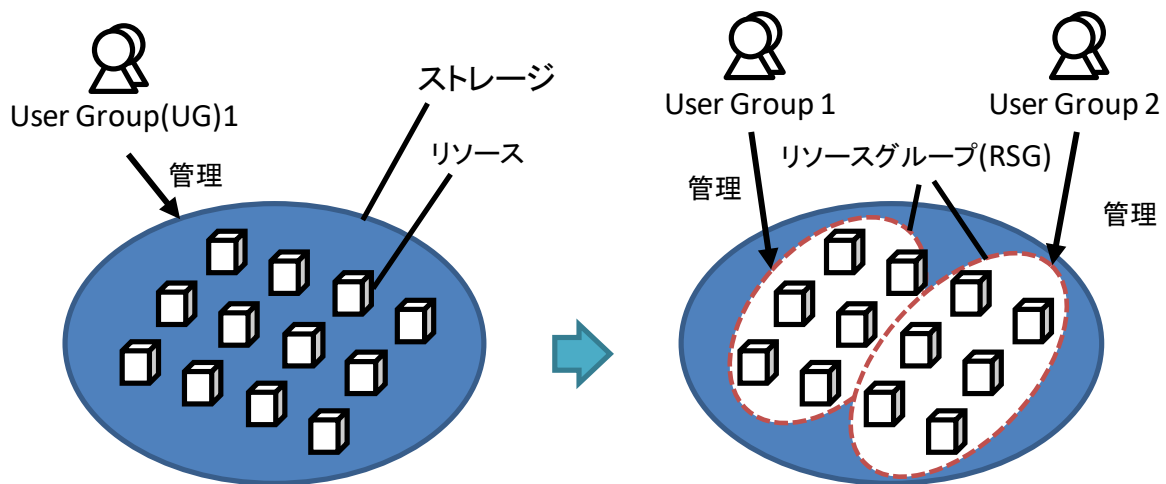 User Group(UG)1
管理
ストレージ
リソース
User Group 1
User Group 2
リソースグループ(RSG)
管理
管理